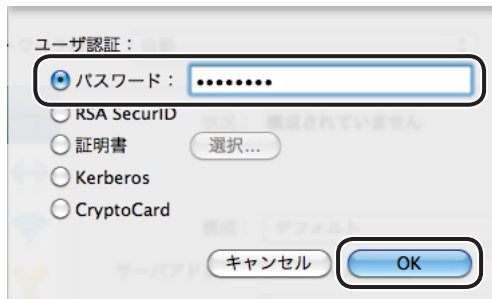 ユーザ認証：
パスワード： ••••••••
RSA SecurID
証明書 選択...
Kerberos
CryptoCard
キャンセル OK